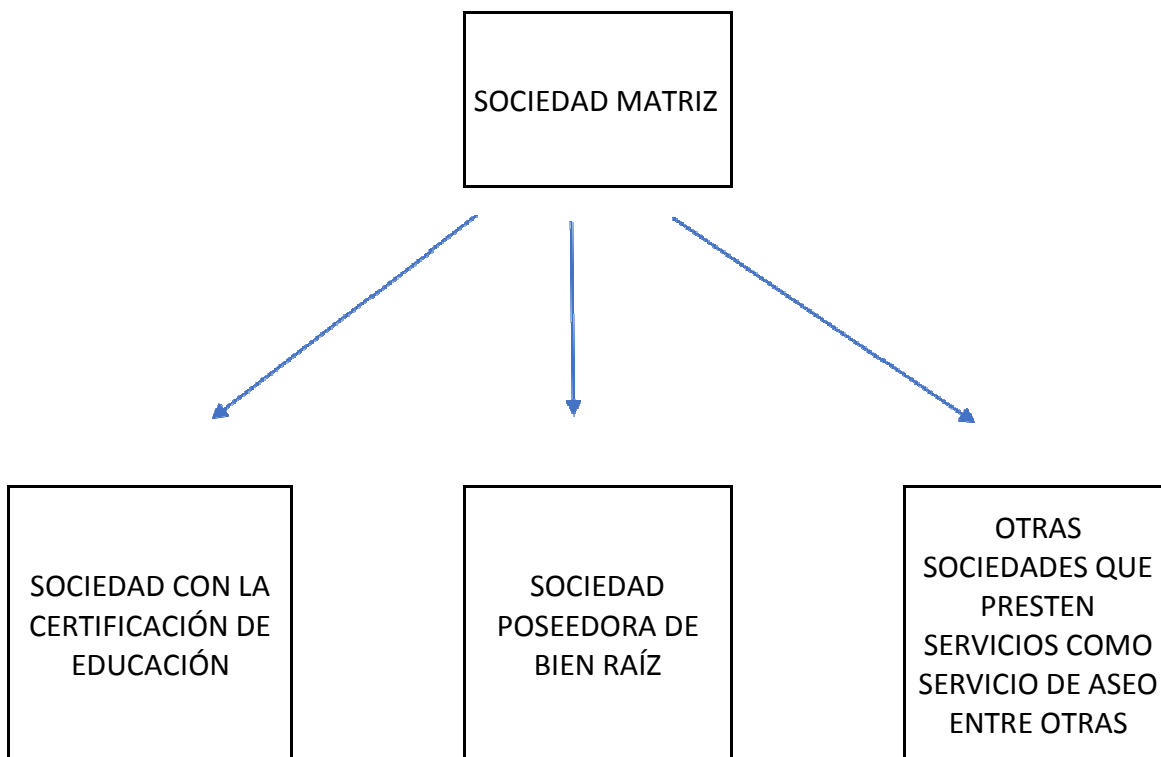 SOCIEDAD MATRIZ
SOCIEDAD CON LA
CERTIFICACIÓN DE
EDUCACIÓN
SOCIEDAD
POSEEDORA DE
BIEN RAÍZ
OTRAS
SOCIEDADES QUE
PRESTEN
SERVICIOS COMO
SERVICIO DE ASEO
ENTRE OTRAS